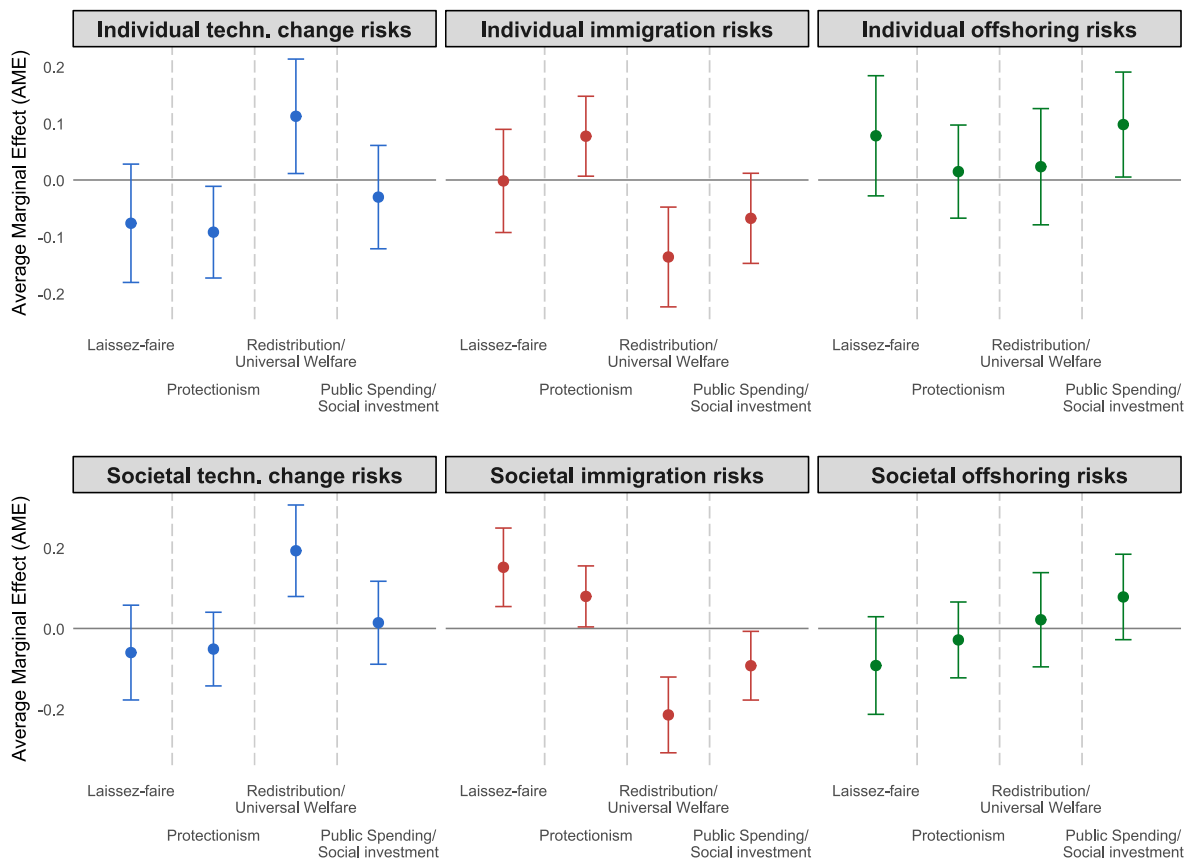 Individual techn. change risks
Individual immigration risks
Individual offshoring risks
Average Marginal Effect (AME)
0.2
0.1
0.0
-0.1
-0.2
Laissez-faire
Redistribution/
Universal Welfare
Laissez-faire
Redistribution/
Universal Welfare
Laissez-faire
Redistribution/
Universal Welfare
Protectionism
Public Spending/
Social investment
Protectionism
Public Spending/
Social investment
Protectionism
Public Spending/
Social investment
Societal techn. change risks
Societal immigration risks
Societal offshoring risks
Average Marginal Effect (AME)
0.2
0.0
-0.2
Laissez-faire
Redistribution/
Universal Welfare
Laissez-faire
Redistribution/
Universal Welfare
Laissez-faire
Redistribution/
Universal Welfare
Protectionism
Public Spending/
Social investment
Protectionism
Public Spending/
Social investment
Protectionism
Public Spending/
Social investment